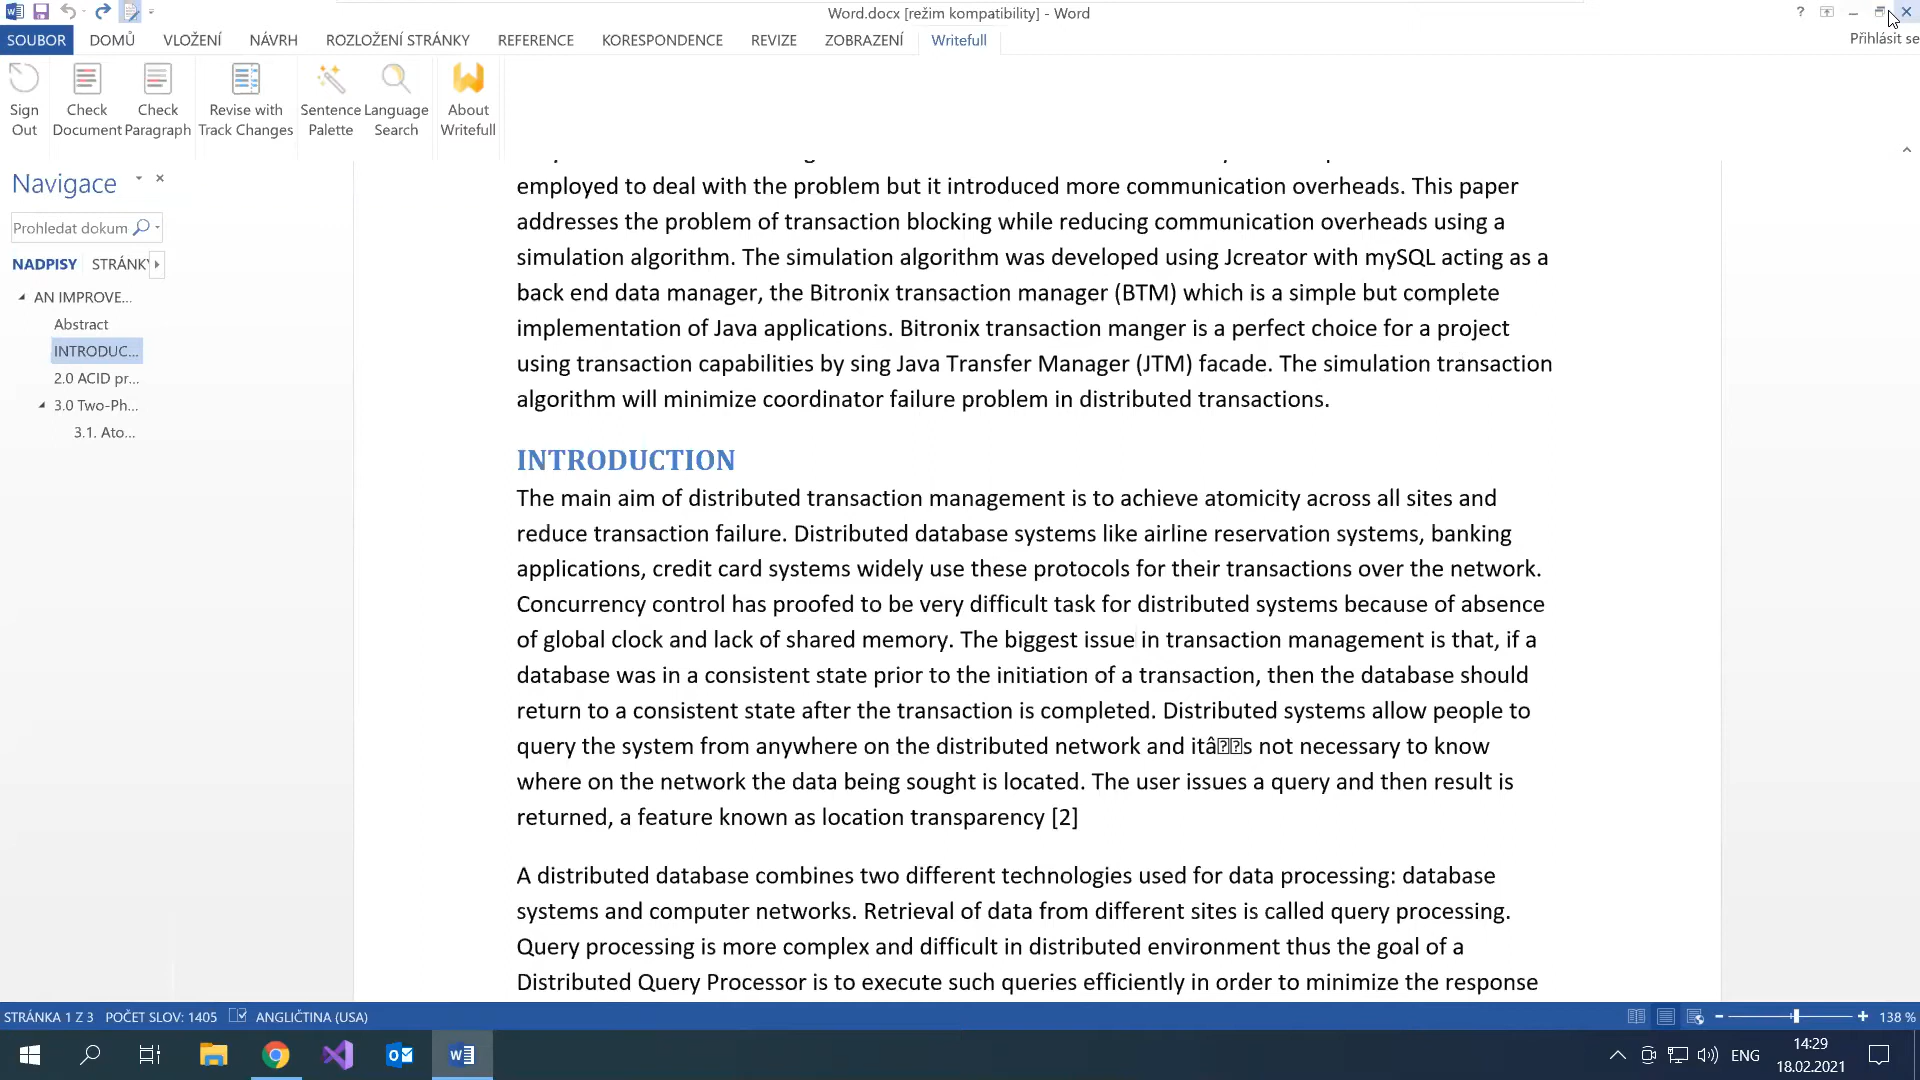 Word.docx [režim kompatibility] - Word
?
Přihlásit se
SOUBOR DOMŮ VLOŽENÍ NÁVRH ROZLOŽENÍ STRÁNKY REFERENCE KORESPONDENCE REVIZE ZOBRAZENÍ Writefull
Sign Out
Check Document
Check Paragraph
Revise with Track Changes
Sentence Palette
Language Search
About Writefull
Navigace
Prohledat dokum
NADPISY STRÁNKY
AN IMPROVE...
Abstract
INTRODUC...
2.0 ACID pr...
3.0 Two-Ph...
3.1. Ato...
employed to deal with the problem but it introduced more communication overheads. This paper
addresses the problem of transaction blocking while reducing communication overheads using a
simulation algorithm. The simulation algorithm was developed using Jcreator with mySQL acting as a
back end data manager, the Bitronix transaction manager (BTM) which is a simple but complete
implementation of Java applications. Bitronix transaction manger is a perfect choice for a project
using transaction capabilities by sing Java Transfer Manager (JTM) facade. The simulation transaction
algorithm will minimize coordinator failure problem in distributed transactions.
INTRODUCTION
The main aim of distributed transaction management is to achieve atomicity across all sites and
reduce transaction failure. Distributed database systems like airline reservation systems, banking
applications, credit card systems widely use these protocols for their transactions over the network.
Concurrency control has proofed to be very difficult task for distributed systems because of absence
of global clock and lack of shared memory. The biggest issue in transaction management is that, if a
database was in a consistent state prior to the initiation of a transaction, then the database should
return to a consistent state after the transaction is completed. Distributed systems allow people to
query the system from anywhere on the distributed network and itâ⍰⍰s not necessary to know
where on the network the data being sought is located. The user issues a query and then result is
returned, a feature known as location transparency [2]
A distributed database combines two different technologies used for data processing: database
systems and computer networks. Retrieval of data from different sites is called query processing.
Query processing is more complex and difficult in distributed environment thus the goal of a
Distributed Query Processor is to execute such queries efficiently in order to minimize the response
STRÁNKA 1 Z 3 POČET SLOV: 1405 ANGLIČTINA (USA) 138 %
ENG
14:29
18.02.2021